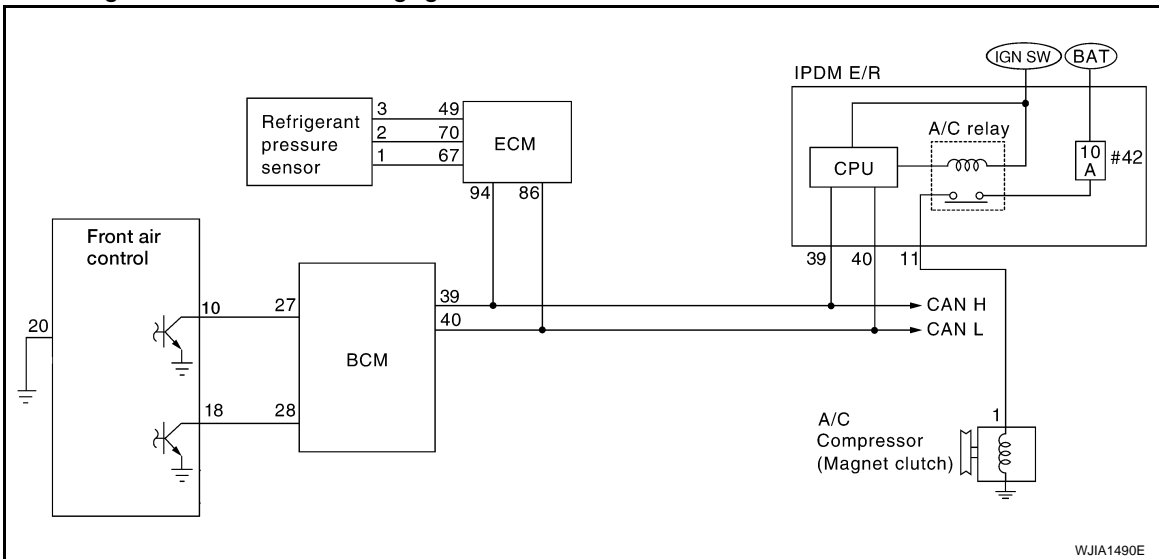 IGN SW
BAT
IPDM E/R
A/C relay
CPU
10
A
#42
39
40
11
Refrigerant
pressure
sensor
3
2
1
49
70
67
ECM
94
86
Front air
control
20
10
27
18
28
BCM
39
40
CAN H
CAN L
A/C
Compressor
(Magnet clutch)
1
WJIA1490E